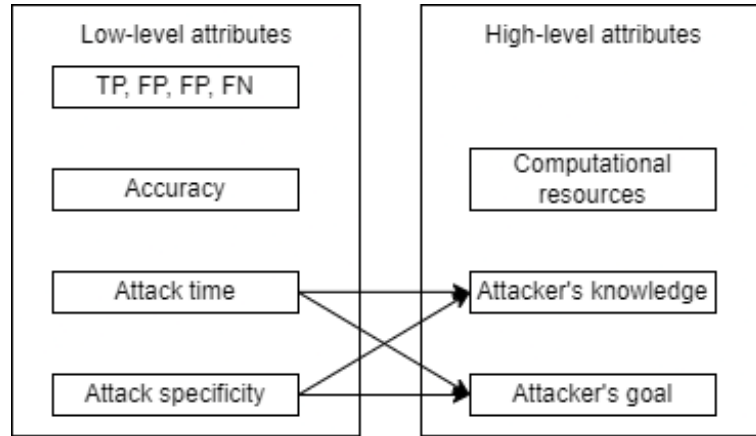 Low-level attributes
TP, FP, FP, FN
Accuracy
Attack time
Attack specificity
High-level attributes
Computational
resources
Attacker's knowledge
Attacker's goal